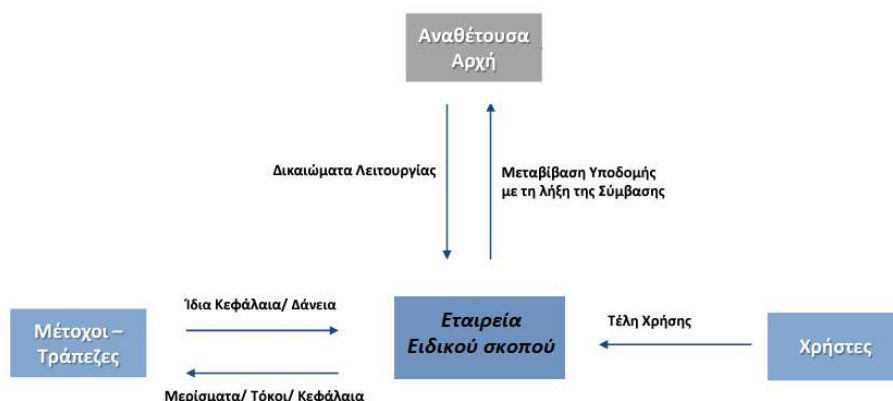 Αναθέτουσα
Αρχή
Δικαιώματα Λειτουργίας
Μεταβίβαση Υποδομής
με τη λήξη της Σύμβασης
Ίδια Κεφάλαια/ Δάνεια
Μέτοχοι –
Τράπεζες
Εταιρεία
Ειδικού σκοπού
Τέλη Χρήσης
Χρήστες
Μερίσματα/ Τόκοι/ Κεφάλαια